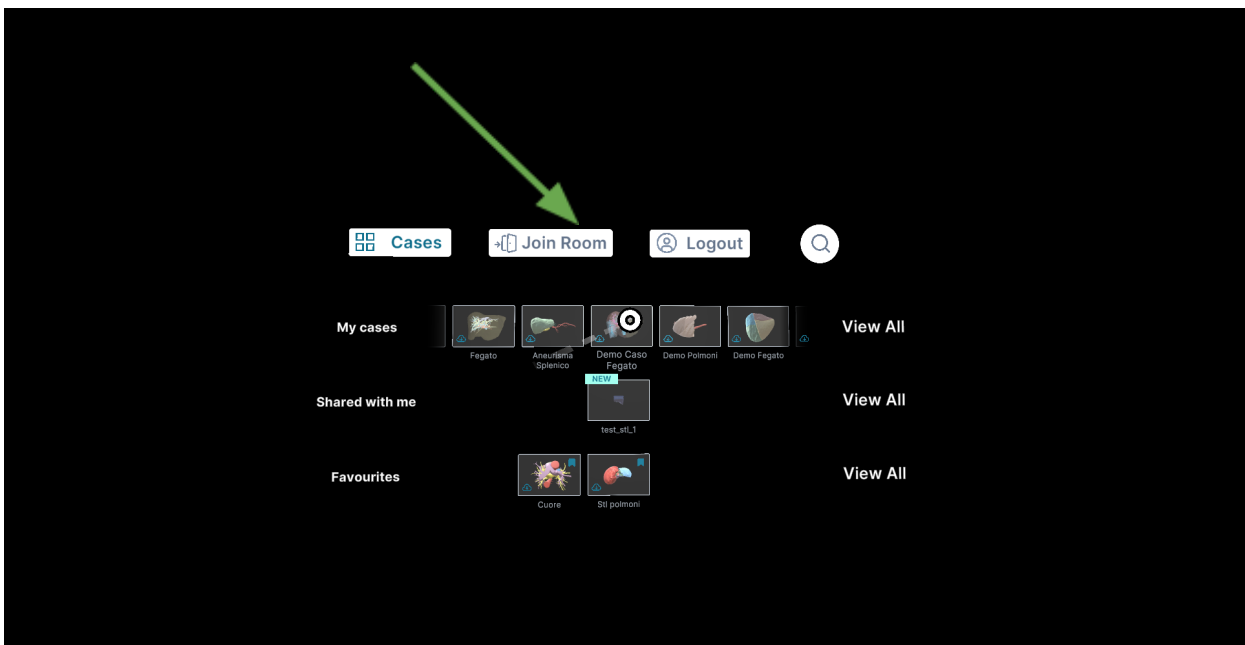 Cases
Join Room
Logout
My cases
View All
Fegato
Aneurisma
Splenico
Demo Caso
Fegato
Demo Polmoni
Demo Fegato
Shared with me
NEW
test_stl_1
View All
Favourites
Cuore
Stl polmoni
View All